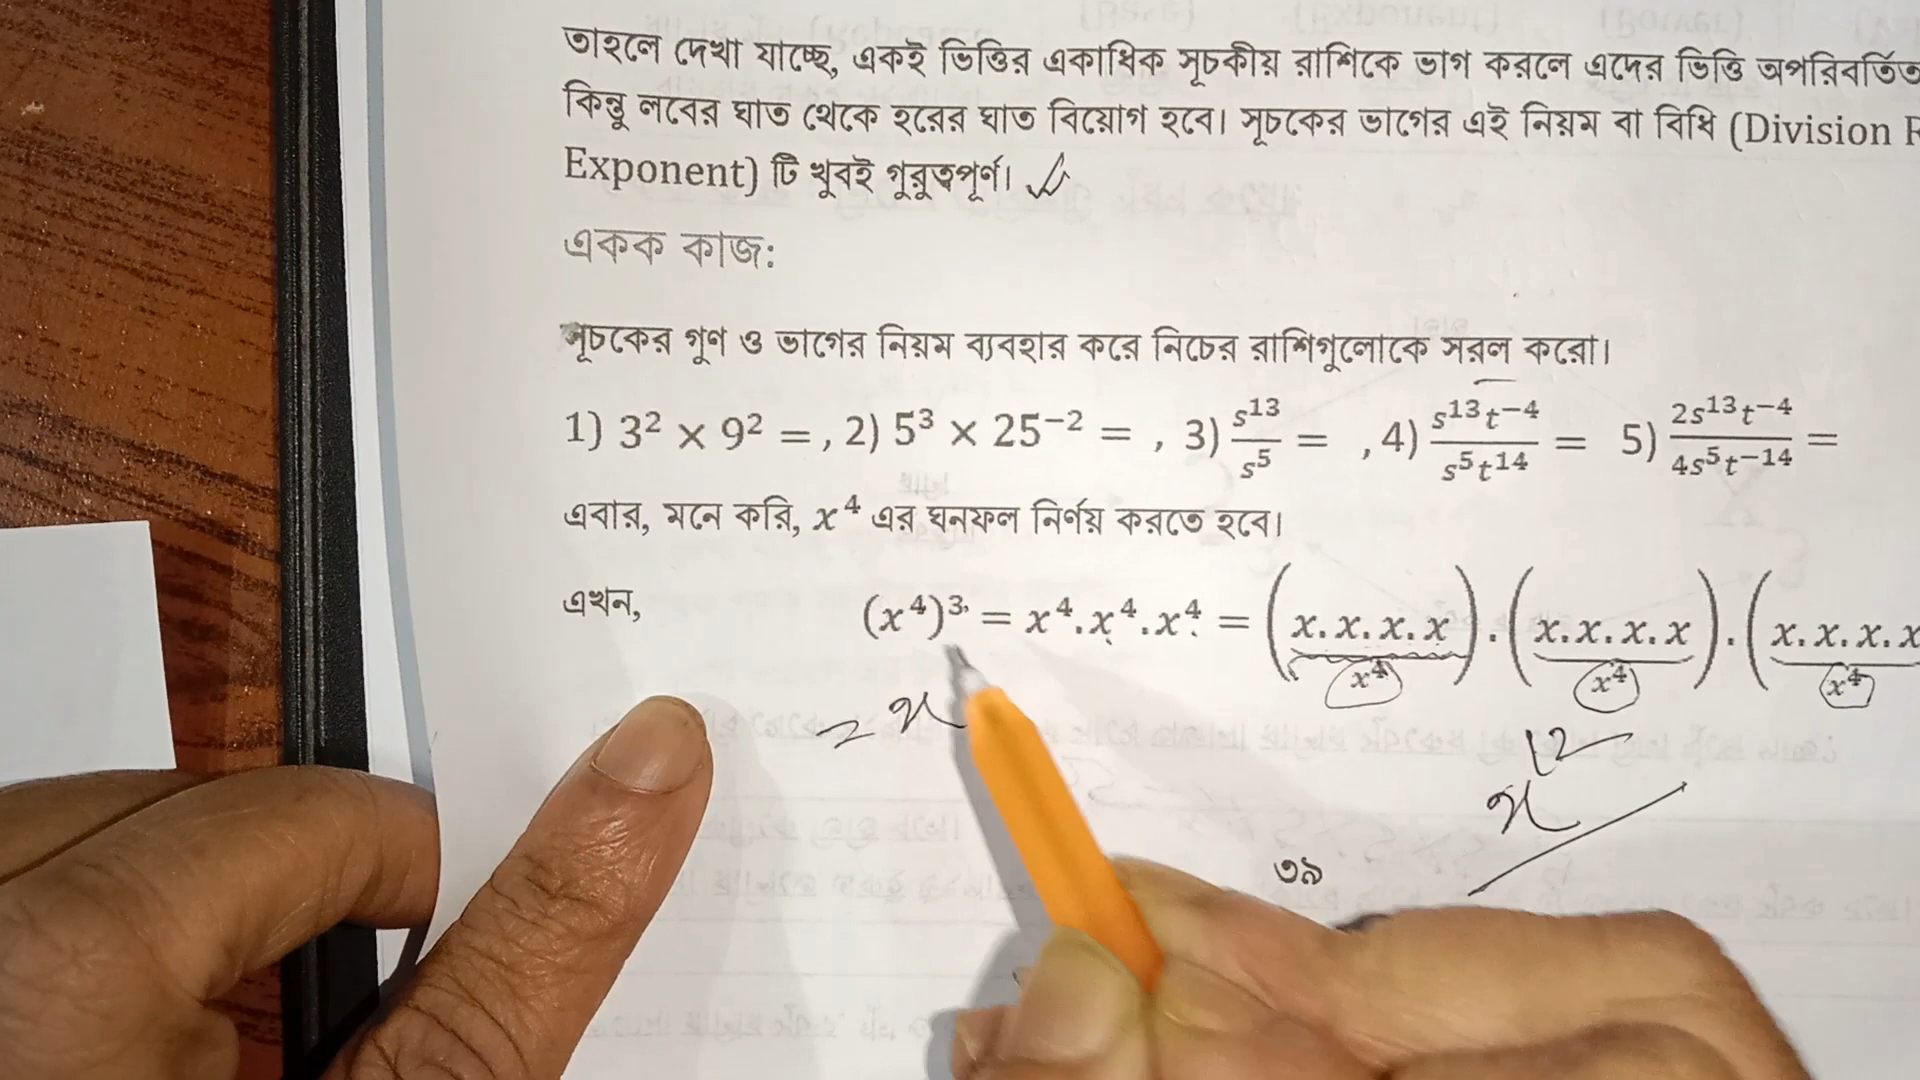 তাহলে দেখা যাচ্ছে, একই ভিত্তির একাধিক সূচকীয় রাশিকে ভাগ করলে এদের ভিত্তি অপরিবর্তিত
কিন্তু লবের ঘাত থেকে হরের ঘাত বিয়োগ হবে। সূচকের ভাগের এই নিয়ম বা বিধি (Division R
Exponent) টি খুবই গুরুত্বপূর্ণ।
একক কাজ:
সূচকের গুণ ও ভাগের নিয়ম ব্যবহার করে নিচের রাশিগুলোকে সরল করো।
1) 3² × 9² = , 2) 5³ × 25⁻² = , 3) s¹³/s⁵ = , 4) s¹³t⁻⁴/s⁵t¹⁴ = 5) 2s¹³t⁻⁴/4s⁵t⁻¹⁴ =
এবার, মনে করি, x⁴ এর ঘনফল নির্ণয় করতে হবে।
এখন, (x⁴)³ = x⁴.x⁴.x⁴ = (x.x.x.x).(x.x.x.x).(x.x.x.x
x⁴ x⁴ x⁴
= x
x¹²
৩৯